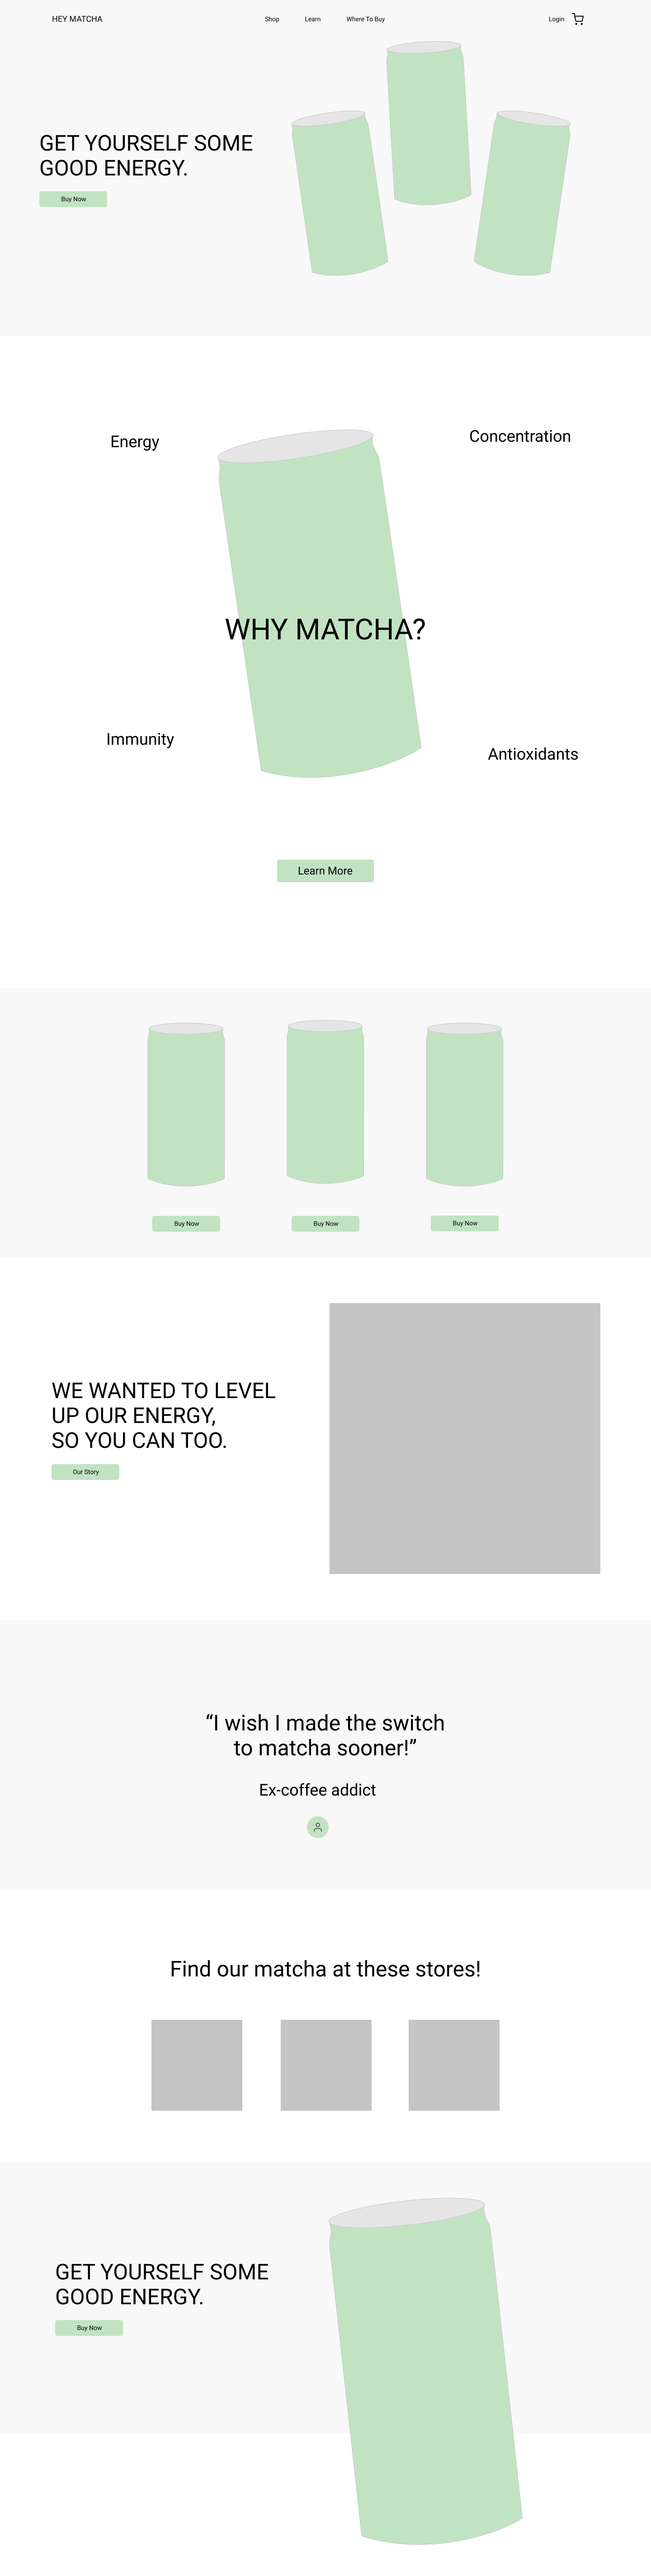 HEY MATCHA
Shop
Learn
Where To Buy
Login
GET YOURSELF SOME
GOOD ENERGY.
Buy Now
Energy
Concentration
WHY MATCHA?
Immunity
Antioxidants
Learn More
Buy Now
Buy Now
Buy Now
WE WANTED TO LEVEL
UP OUR ENERGY,
SO YOU CAN TOO.
Our Story
“I wish I made the switch
to matcha sooner!”
Ex-coffee addict
Find our matcha at these stores!
GET YOURSELF SOME
GOOD ENERGY.
Buy Now